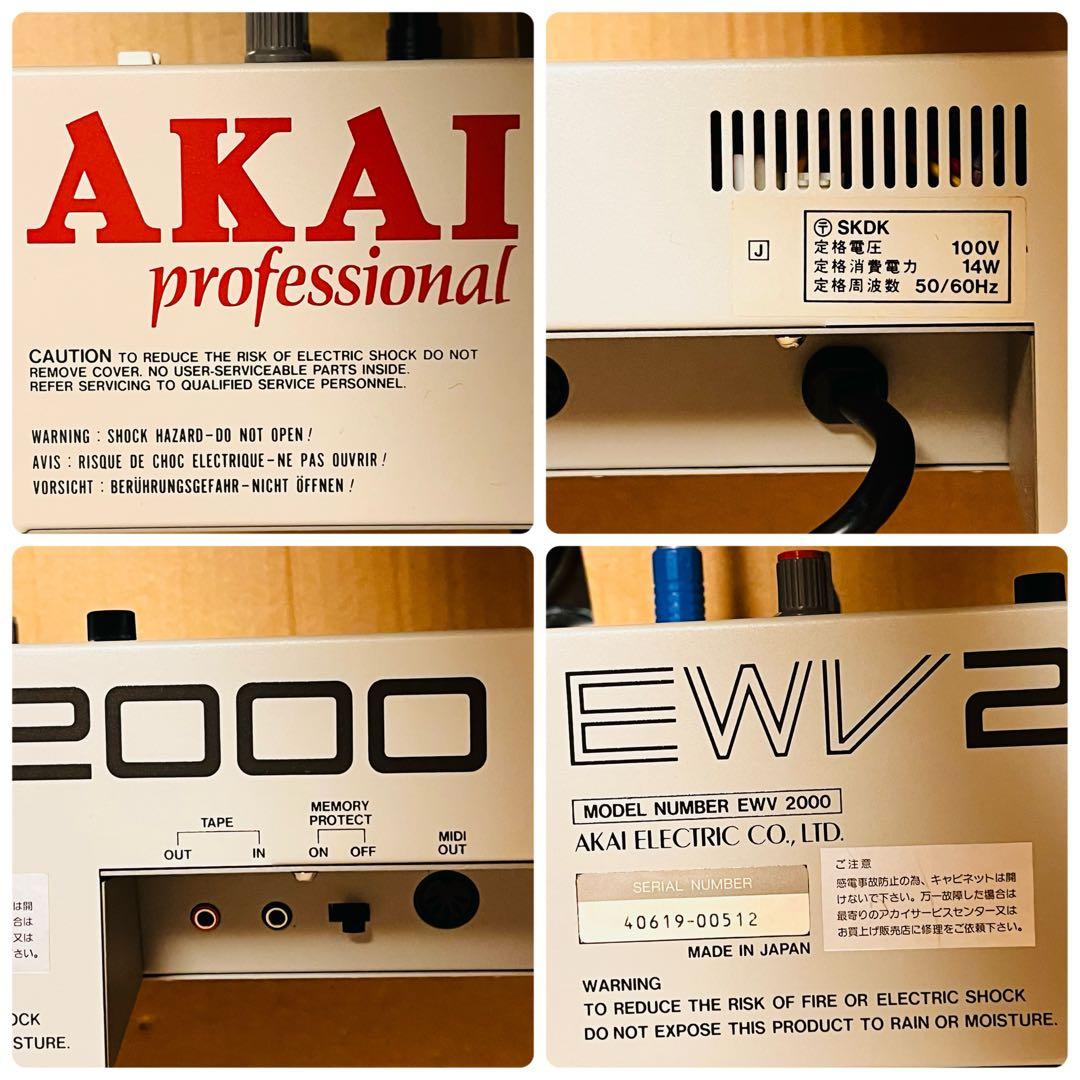 AKAI
professional
CAUTION TO REDUCE THE RISK OF ELECTRIC SHOCK DO NOT
REMOVE COVER. NO USER-SERVICEABLE PARTS INSIDE.
REFER SERVICING TO QUALIFIED SERVICE PERSONNEL.
WARNING : SHOCK HAZARD-DO NOT OPEN!
AVIS : RISQUE DE CHOC ELECTRIQUE-NE PAS OUVRIR!
VORSICHT : BERÜHRUNGSGEFAHR-NICHT ÖFFNEN!
J
〒 SKDK
定格電圧 100V
定格消費電力 14W
定格周波数 50/60Hz
2000
TAPE
OUT IN
MEMORY
PROTECT
ON OFF
MIDI
OUT
は開
合は
又は
さい。
OCK
STURE.
EWV 2
MODEL NUMBER EWV 2000
AKAI ELECTRIC CO., LTD.
SERIAL NUMBER
40619-00512
MADE IN JAPAN
ご注意
感電事故防止の為、キャビネットは開
けないで下さい。万一故障した場合は
最寄りのアカイサービスセンター又は
お買上げ販売店に修理をご依頼下さい。
WARNING
TO REDUCE THE RISK OF FIRE OR ELECTRIC SHOCK
DO NOT EXPOSE THIS PRODUCT TO RAIN OR MOISTURE.